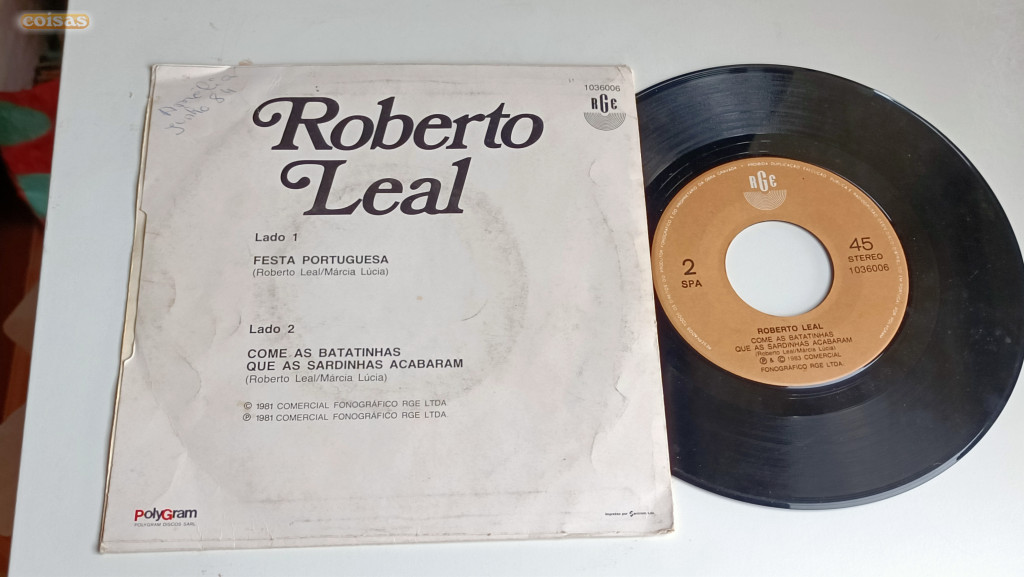 coisas
Junho 84
1036006
RGE
Roberto
Leal
Lado 1
FESTA PORTUGUESA
(Roberto Leal/Márcia Lúcia)
Lado 2
COME AS BATATINHAS
QUE AS SARDINHAS ACABARAM
(Roberto Leal/Márcia Lúcia)
© 1981 COMERCIAL FONOGRÁFICO RGE LTDA
℗ 1981 COMERCIAL FONOGRÁFICO RGE LTDA
PolyGram
POLYGRAM DISCOS SARL
RGE
2
SPA
45
STEREO
1036006
ROBERTO LEAL
COME AS BATATINHAS
QUE AS SARDINHAS ACABARAM
(Roberto Leal/Márcia Lúcia)
℗ & © 1983 COMERCIAL
FONOGRÁFICO RGE LTDA.